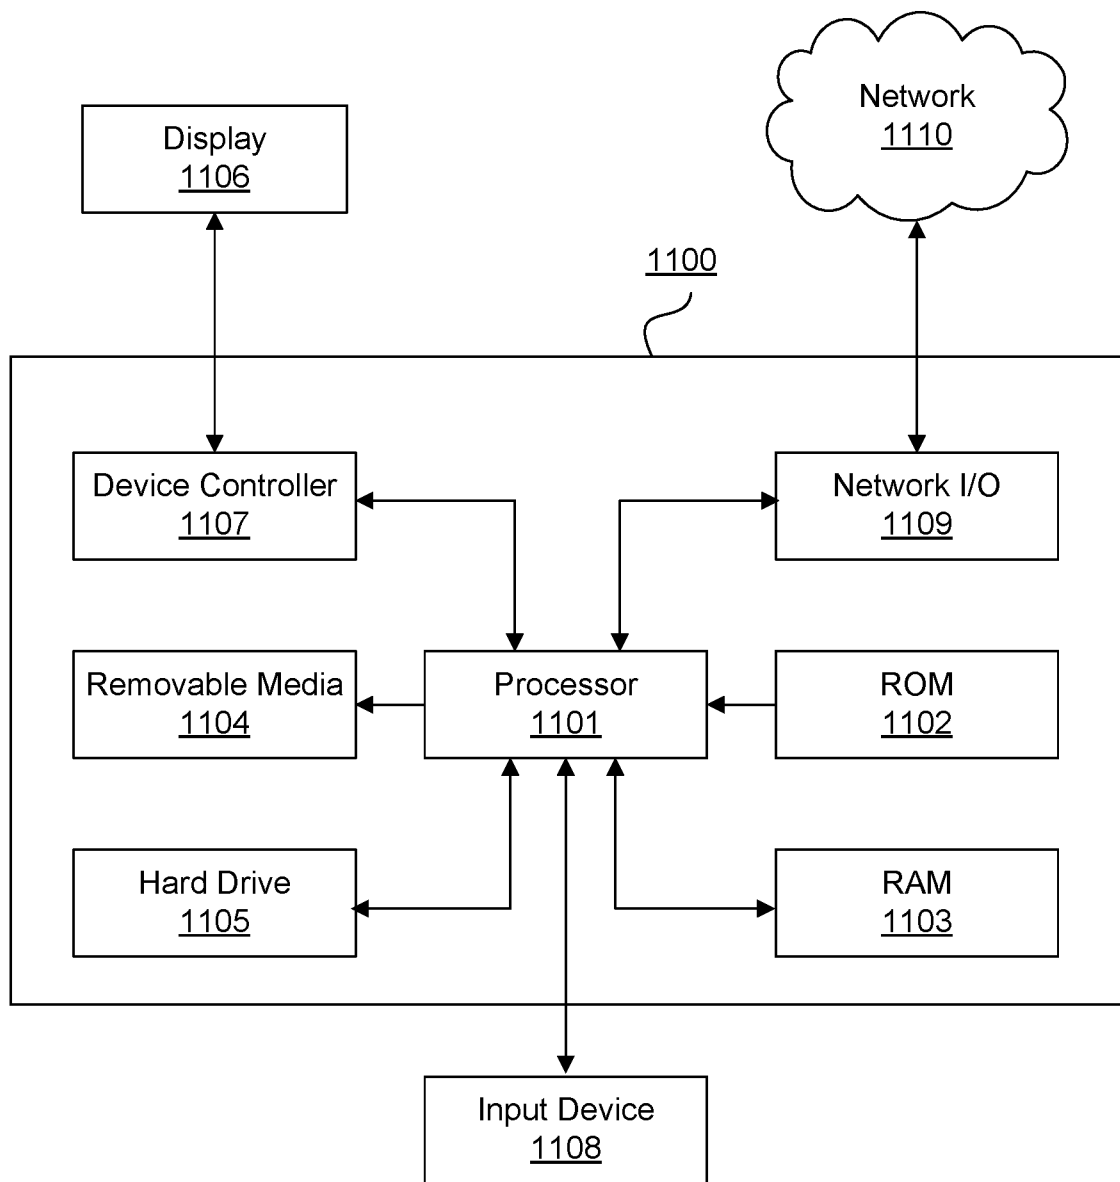 Network
1110
Display
1106
1100
Device Controller
1107
Network I/O
1109
Removable Media
1104
Processor
1101
ROM
1102
Hard Drive
1105
RAM
1103
Input Device
1108